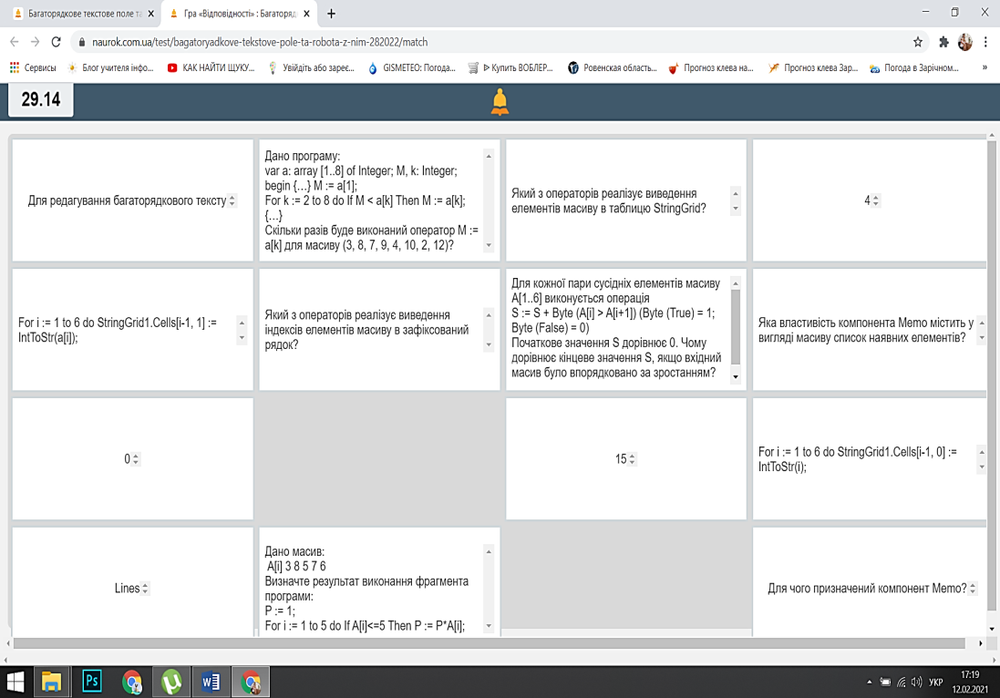 Багаторядкове текстове поле та
Гра «Відповідності» : Багаторяд
naurok.com.ua/test/bagatoryadkove-tekstove-pole-ta-robota-z-nim-282022/match
Сервисы
Блог учителя інфо...
КАК НАЙТИ ЩУКУ...
Увійдіть або зареє...
GISMETEO: Погода...
Купить ВОБЛЕР...
Ровенская область...
Прогноз клева на...
Прогноз клева Зар...
Погода в Зарічном...
»
29.14
Для редагування багаторядкового тексту
Дано програму:
var a: array [1..8] of Integer; M, k: Integer;
begin {…} M := a[1];
For k := 2 to 8 do If M < a[k] Then M := a[k];
{…}
Скільки разів буде виконаний оператор M :=
a[k] для масиву (3, 8, 7, 9, 4, 10, 2, 12)?
Який з операторів реалізує виведення
елементів масиву в таблицю StringGrid?
4
For i := 1 to 6 do StringGrid1.Cells[i-1, 1] :=
IntToStr(a[i]);
Який з операторів реалізує виведення
індексів елементів масиву в зафіксований
рядок?
Для кожної пари сусідніх елементів масиву
A[1..6] виконується операція
S := S + Byte (A[i] > A[i+1]) (Byte (True) = 1;
Byte (False) = 0)
Початкове значення S дорівнює 0. Чому
дорівнює кінцеве значення S, якщо вхідний
масив було впорядковано за зростанням?
Яка властивість компонента Memo містить у
вигляді масиву список наявних елементів?
0
15
For i := 1 to 6 do StringGrid1.Cells[i-1, 0] :=
IntToStr(i);
Lines
Дано масив:
A[i] 3 8 5 7 6
Визначте результат виконання фрагмента
програми:
P := 1;
For i := 1 to 5 do If A[i]<=5 Then P := P*A[i];
Для чого призначений компонент Memo?
Ps
W
УКР
17:19
12.02.2021